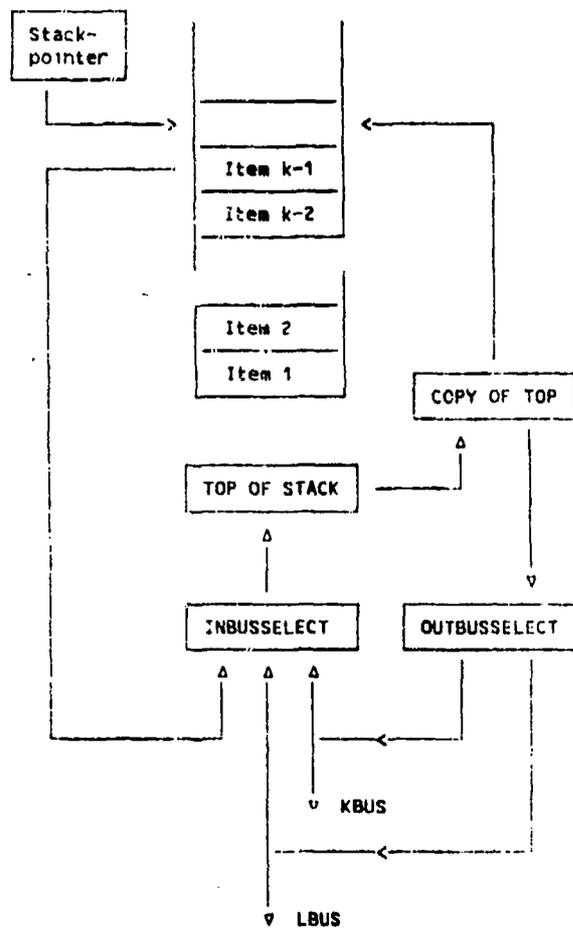 Stack-
pointer
Item k-1
Item k-2
Item 2
Item 1
COPY OF TOP
TOP OF STACK
INBUSSELECT
OUTBUSSELECT
KBUS
LBUS